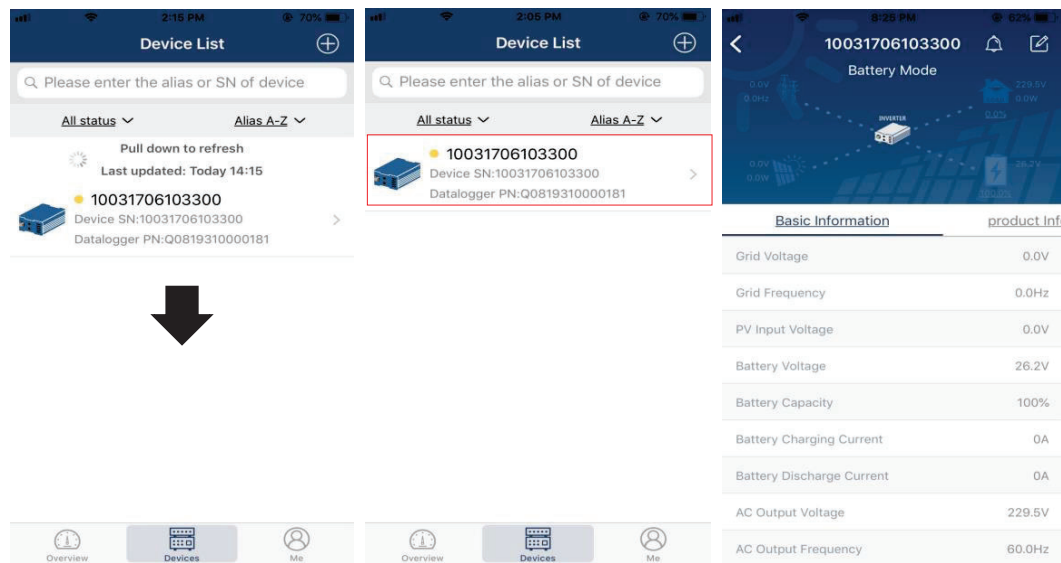 2:15 PM
70%
Device List
Please enter the alias or SN of device
All status
Alias A-Z
Pull down to refresh
Last updated: Today 14:15
10031706103300
Device SN:10031706103300
Datalogger PN:Q0819310000181
Overview
Devices
Me
2:05 PM
70%
Device List
Please enter the alias or SN of device
All status
Alias A-Z
10031706103300
Device SN:10031706103300
Datalogger PN:Q0819310000181
Overview
Devices
Me
8:25 PM
62%
10031706103300
Battery Mode
0.0V
0.0Hz
229.5V
0.0W
0.0%
INVERTER
0.0V
0.0W
26.2V
100.0%
Basic Information
product Inf
Grid Voltage 0.0V
Grid Frequency 0.0Hz
PV Input Voltage 0.0V
Battery Voltage 26.2V
Battery Capacity 100%
Battery Charging Current 0A
Battery Discharge Current 0A
AC Output Voltage 229.5V
AC Output Frequency 60.0Hz